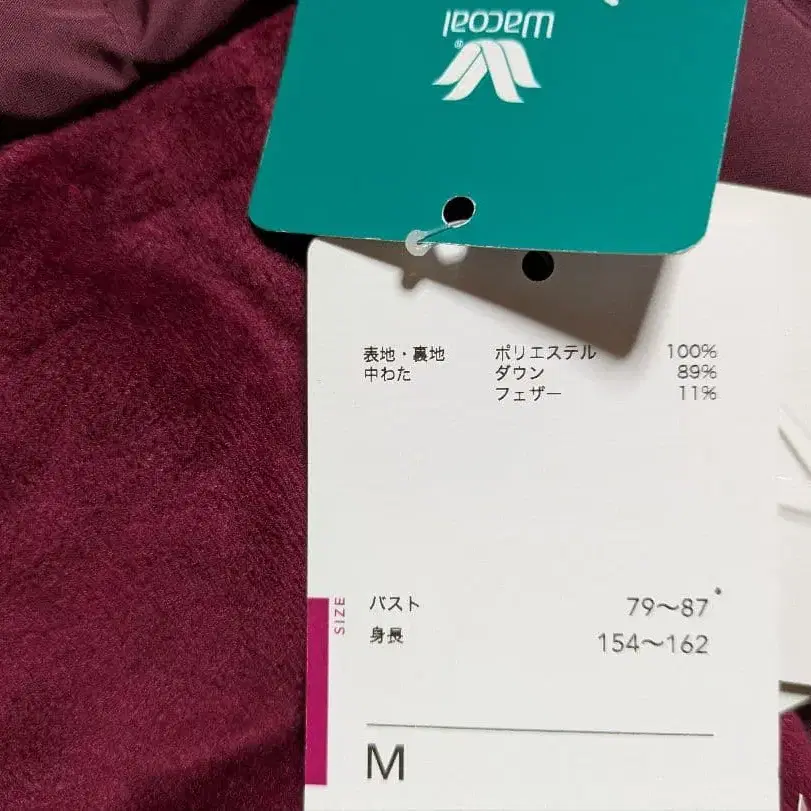 Wacoal®
表地・裏地 ポリエステル 100%
中わた ダウン 89%
フェザー 11%
SIZE
バスト 79〜87
身長 154〜162
M